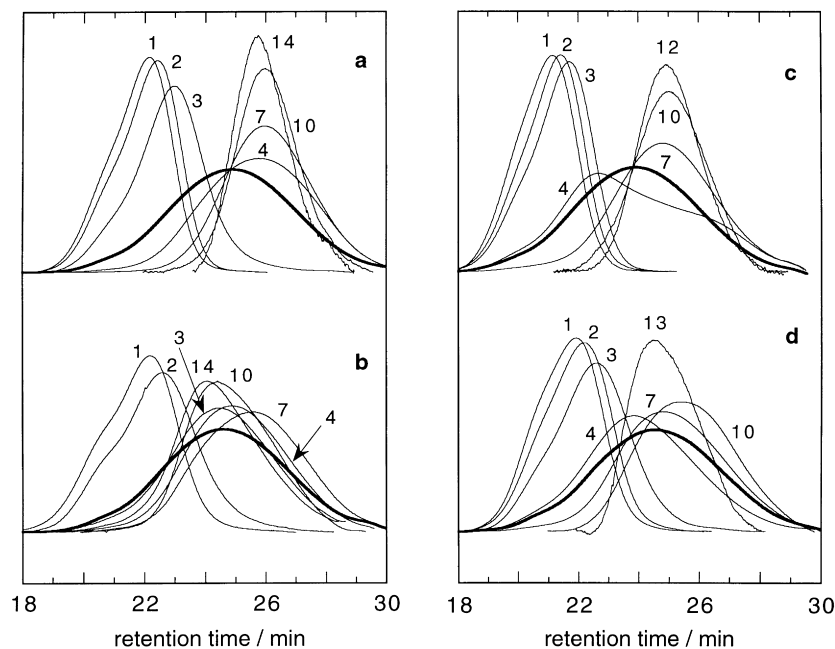 1 2 14 a
3
7 10
4
1 2 12 c
3
10
4 7
1 2 3 14 10 b
7 4
1 2 13 d
3
4 7 10
18 22 26 30
retention time / min
18 22 26 30
retention time / min